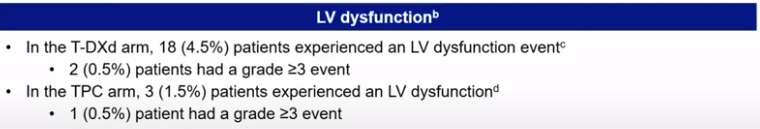 LV dysfunctionᵇ
• In the T-DXd arm, 18 (4.5%) patients experienced an LV dysfunction eventᶜ
• 2 (0.5%) patients had a grade ≥3 event
• In the TPC arm, 3 (1.5%) patients experienced an LV dysfunctionᵈ
• 1 (0.5%) patient had a grade ≥3 event